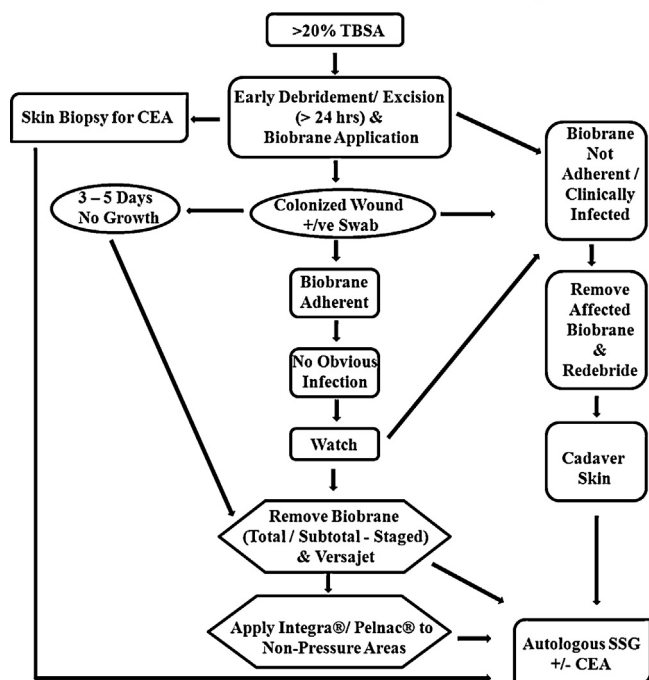 >20% TBSA
Early Debridement/ Excision
(> 24 hrs) &
Biobrane Application
Skin Biopsy for CEA
Biobrane
Not
Adherent /
Clinically
Infected
3 – 5 Days
No Growth
Colonized Wound
+/ve Swab
Biobrane
Adherent
Remove
Affected
Biobrane
&
Redebride
No Obvious
Infection
Watch
Cadaver
Skin
Remove Biobrane
(Total / Subtotal - Staged)
& Versajet
Apply Integra®/ Pelnac® to
Non-Pressure Areas
Autologous SSG
+/- CEA